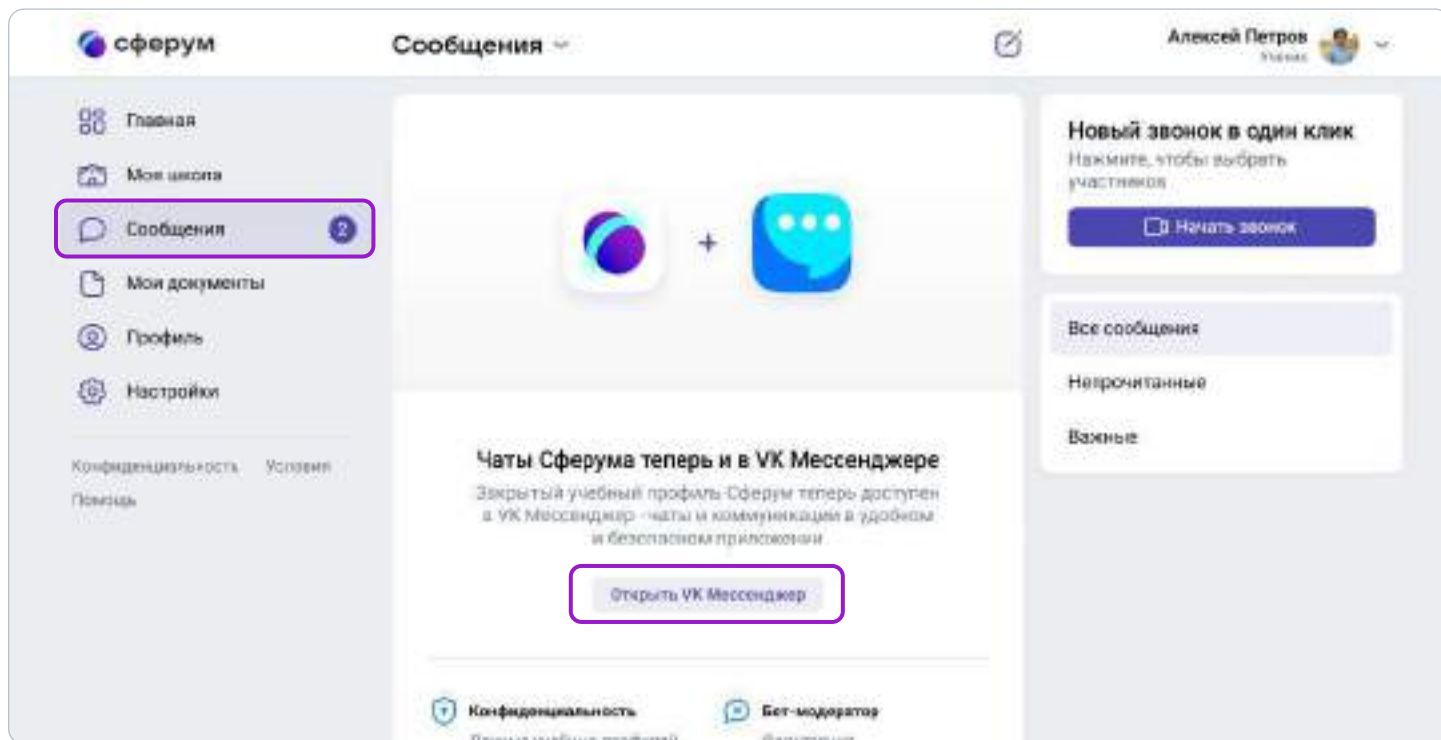 сферум
Сообщения
Алексей Петров
Ученик
Главная
Моя школа
Сообщения 2
Мои документы
Профиль
Настройки
Конфиденциальность Условия
Помощь
Чаты Сферума теперь и в VK Мессенджере
Закрытый учебный профиль Сферум теперь доступен
в VK Мессенджер - чаты и коммуникации в удобном
и безопасном приложении
Открыть VK Мессенджер
Конфиденциальность
Бот-модератор
Новый звонок в один клик
Нажмите, чтобы выбрать
участников
Начать звонок
Все сообщения
Непрочитанные
Важные